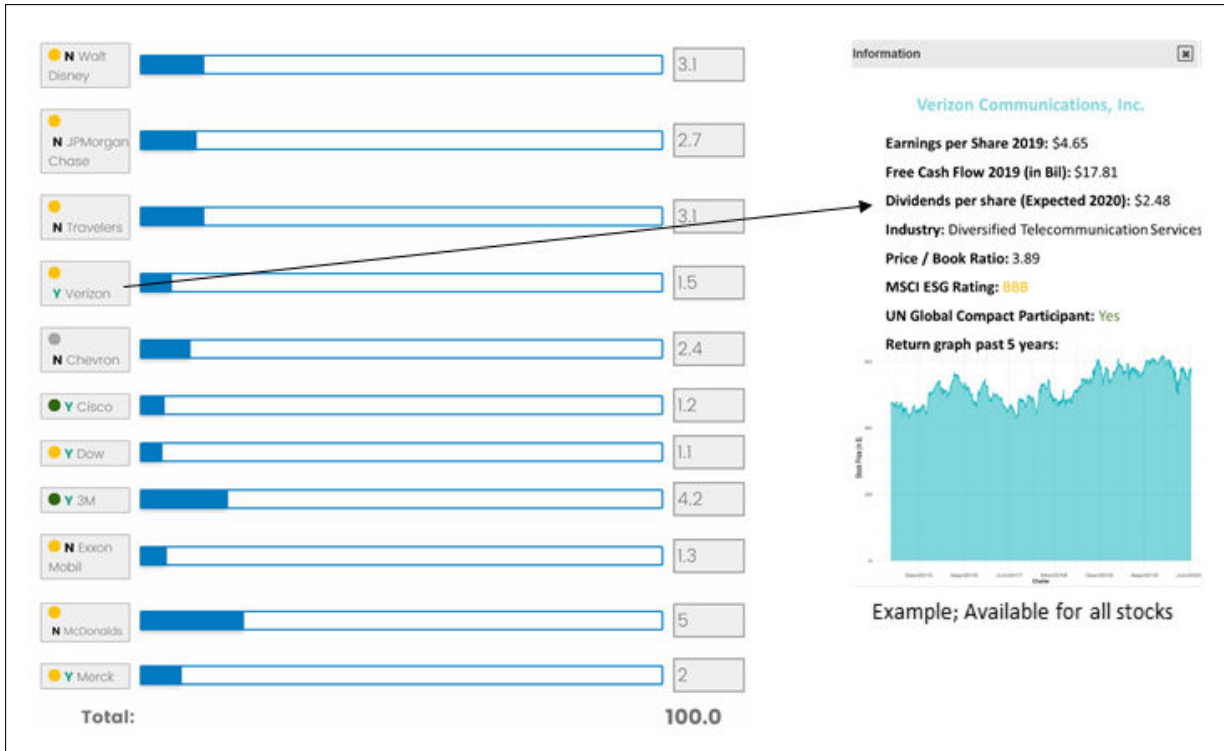 N Walt
Disney
3.1
N JPMorgan
Chase
2.7
N Travelers
3.1
Y Verizon
1.5
N Chevron
2.4
Y Cisco
1.2
Y Dow
1.1
Y 3M
4.2
N Exxon
Mobil
1.3
N McDonalds
5
Y Merck
2
Total:
100.0
Information
Verizon Communications, Inc.
Earnings per Share 2019: $4.65
Free Cash Flow 2019 (in Bil): $17.81
Dividends per share (Expected 2020): $2.48
Industry: Diversified Telecommunication Services
Price / Book Ratio: 3.89
MSCI ESG Rating: BBB
UN Global Compact Participant: Yes
Return graph past 5 years:
Example; Available for all stocks